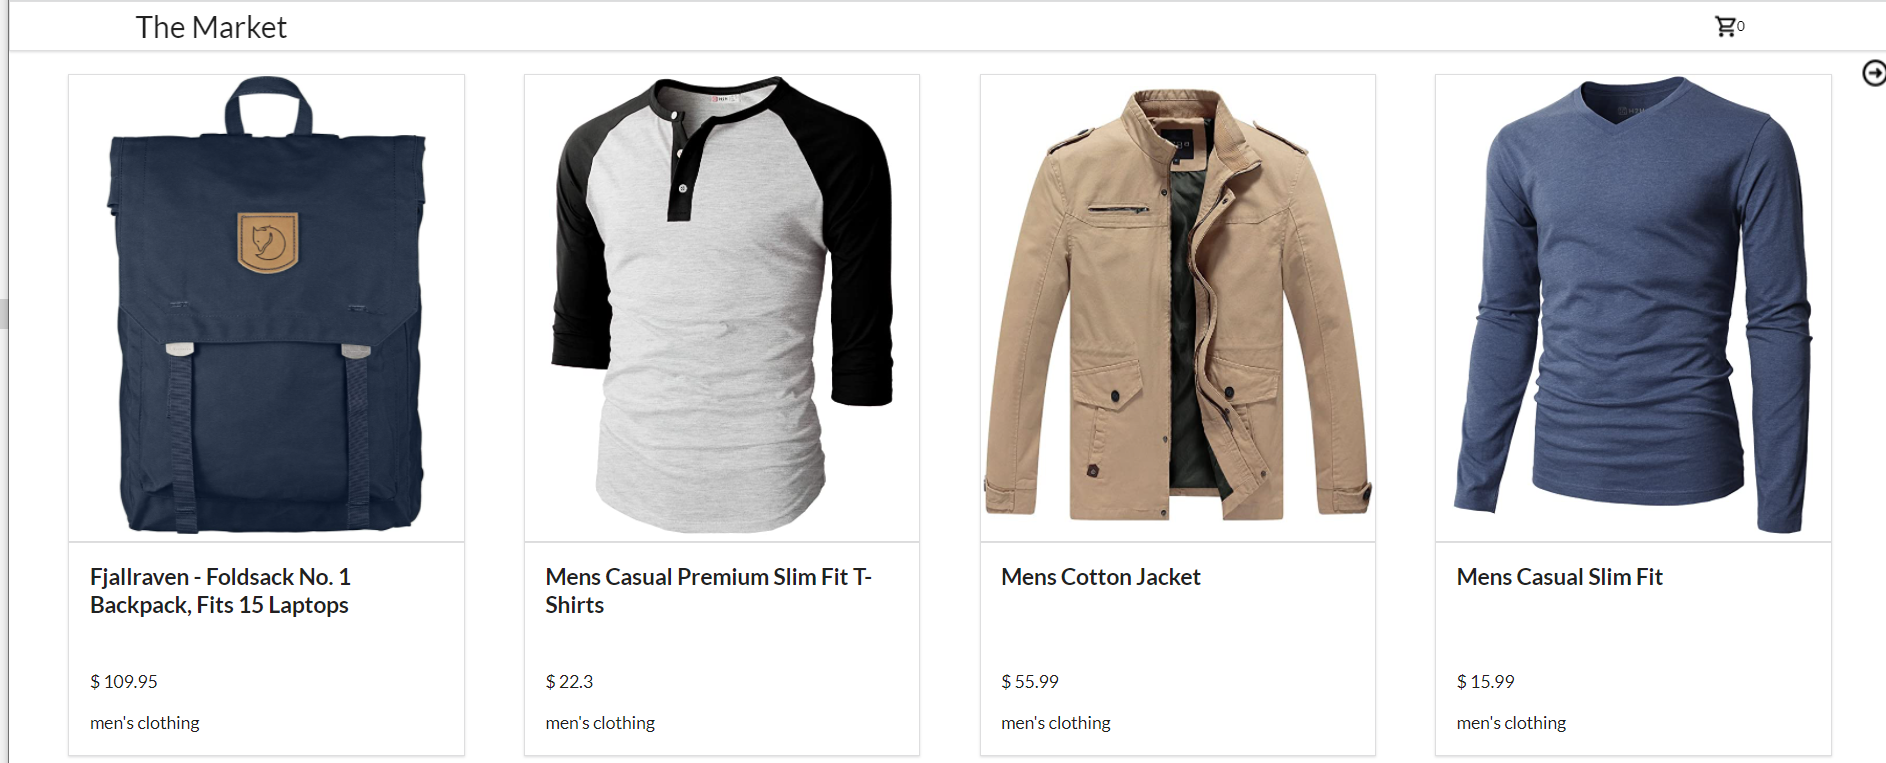 The Market
0
Fjallraven - Foldsack No. 1
Backpack, Fits 15 Laptops
$ 109.95
men's clothing
Mens Casual Premium Slim Fit T-
Shirts
$ 22.3
men's clothing
Mens Cotton Jacket
$ 55.99
men's clothing
Mens Casual Slim Fit
$ 15.99
men's clothing